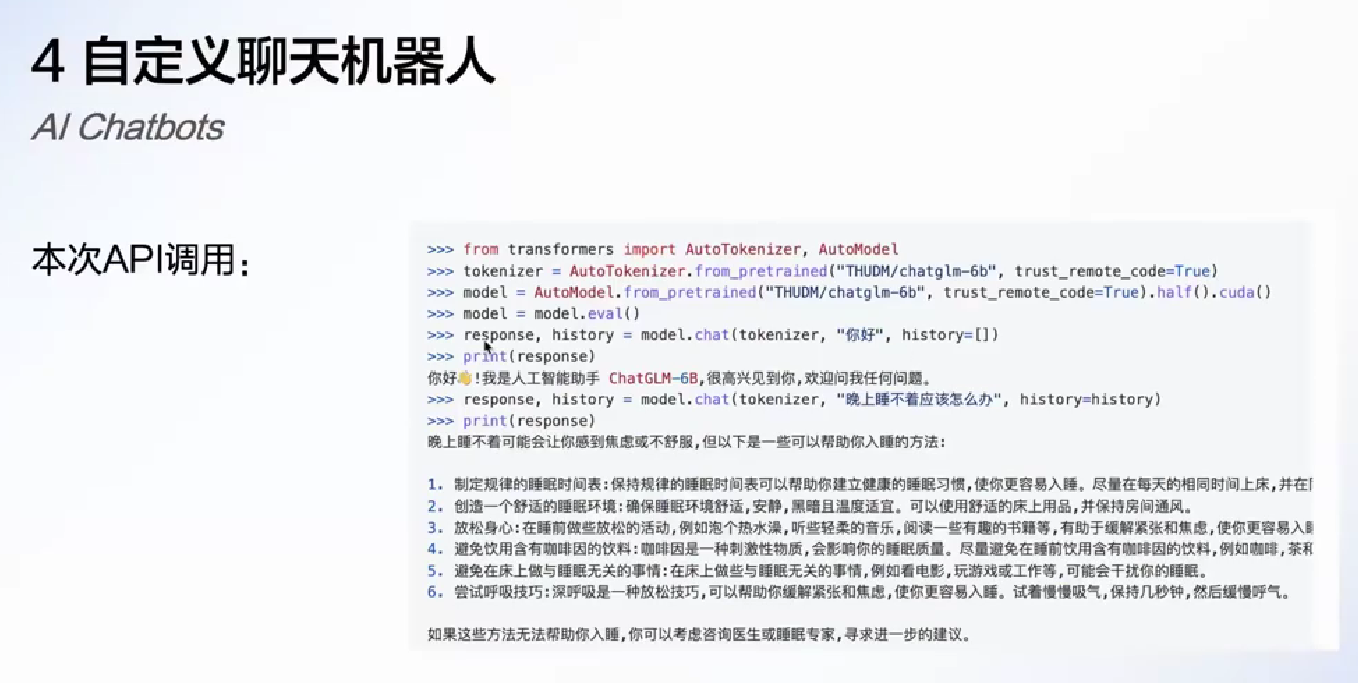 4 自定义聊天机器人
AI Chatbots
本次API调用：
>>> from transformers import AutoTokenizer, AutoModel
>>> tokenizer = AutoTokenizer.from_pretrained("THUDM/chatglm-6b", trust_remote_code=True)
>>> model = AutoModel.from_pretrained("THUDM/chatglm-6b", trust_remote_code=True).half().cuda()
>>> model = model.eval()
>>> response, history = model.chat(tokenizer, "你好", history=[])
>>> print(response)
你好👋!我是人工智能助手 ChatGLM-6B,很高兴见到你,欢迎问我任何问题。
>>> response, history = model.chat(tokenizer, "晚上睡不着应该怎么办", history=history)
>>> print(response)
晚上睡不着可能会让你感到焦虑或不舒服,但以下是一些可以帮助你入睡的方法:
1. 制定规律的睡眠时间表:保持规律的睡眠时间表可以帮助你建立健康的睡眠习惯,使你更容易入睡。尽量在每天的相同时间上床,并在
2. 创造一个舒适的睡眠环境:确保睡眠环境舒适,安静,黑暗且温度适宜。可以使用舒适的床上用品,并保持房间通风。
3. 放松身心:在睡前做些放松的活动,例如泡个热水澡,听些轻柔的音乐,阅读一些有趣的书籍等,有助于缓解紧张和焦虑,使你更容易入
4. 避免饮用含有咖啡因的饮料:咖啡因是一种刺激性物质,会影响你的睡眠质量。尽量避免在睡前饮用含有咖啡因的饮料,例如咖啡,茶和
5. 避免在床上做与睡眠无关的事情:在床上做些与睡眠无关的事情,例如看电影,玩游戏或工作等,可能会干扰你的睡眠。
6. 尝试呼吸技巧:深呼吸是一种放松技巧,可以帮助你缓解紧张和焦虑,使你更容易入睡。试着慢慢吸气,保持几秒钟,然后缓慢呼气。
如果这些方法无法帮助你入睡,你可以考虑咨询医生或睡眠专家,寻求进一步的建议。